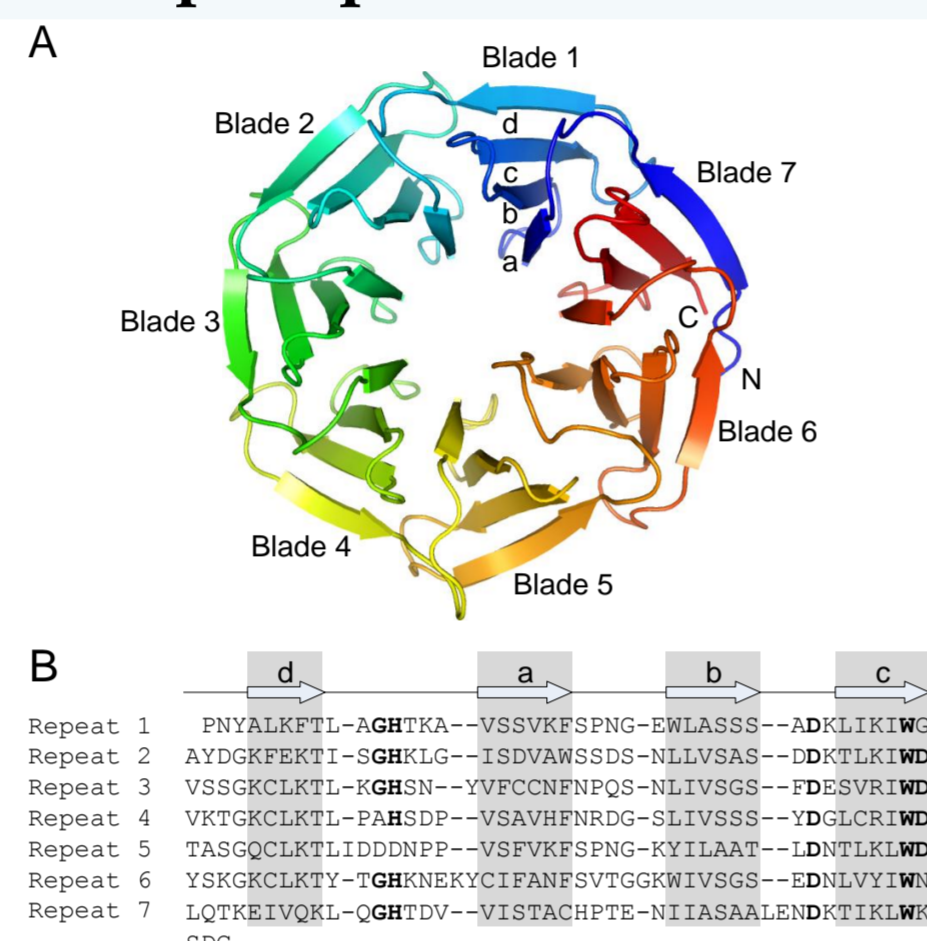 A
Blade 1
Blade 2
d
Blade 7
c
b
a
Blade 3
C
N
Blade 6
Blade 4
Blade 5
B
d a b c
Repeat 1 PNYALKFTL-AGHTKA--VSSVKFSPNG-EWLASSS--ADKLIKIWG
Repeat 2 AYDGKFEKTI-SGHKLG--ISDVAWSSDS-NLLVSAS--DDKTLKIWD
Repeat 3 VSSGKCLKTL-KGHSN--YVFCCNFNPQS-NLIVSGS--FDESVRIWD
Repeat 4 VKTGKCLKTL-PAHSDP--VSAVHFNRDG-SLIVSSS--YDGLCRIWD
Repeat 5 TASGQCLKTLIDDDNPP--VSFVKFSPNG-KYILAAT--LDNTLKLWD
Repeat 6 YSKGKCLKTY-TGHKNEKYCIFANFSVTGGKWIVSGS--EDNLVYIWN
Repeat 7 LQTKEIVQKL-QGHTDV--VISTACHPTE-NIIASAALENDKTIKLWK